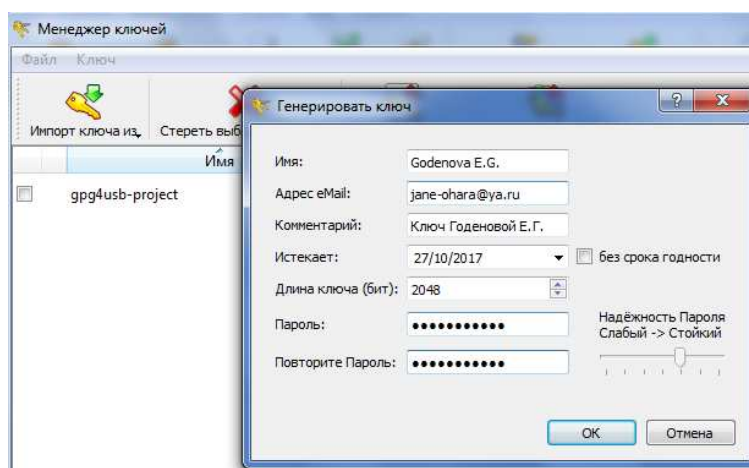 Менеджер ключей
Файл Ключ
Импорт ключа из
Стереть выб
Имя
gpg4usb-project
Генерировать ключ
Имя: Godenova E.G.
Адрес eMail: jane-ohara@ya.ru
Комментарий: Ключ Годеновой Е.Г.
Истекает: 27/10/2017 без срока годности
Длина ключа (бит): 2048
Пароль: ●●●●●●●●●●●
Надёжность Пароля
Слабый -> Стойкий
Повторите Пароль: ●●●●●●●●●●●
OK Отмена